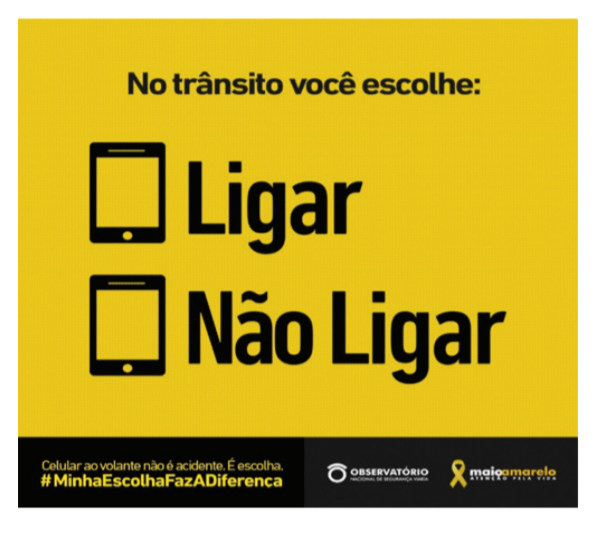 No trânsito você escolhe:
Ligar
Não Ligar
Celular ao volante não é acidente. É escolha.
#MinhaEscolhaFazADiferença
OBSERVATÓRIO
NACIONAL DE SEGURANÇA VIÁRIA
maioamarelo
ATENÇÃO PELA VIDA